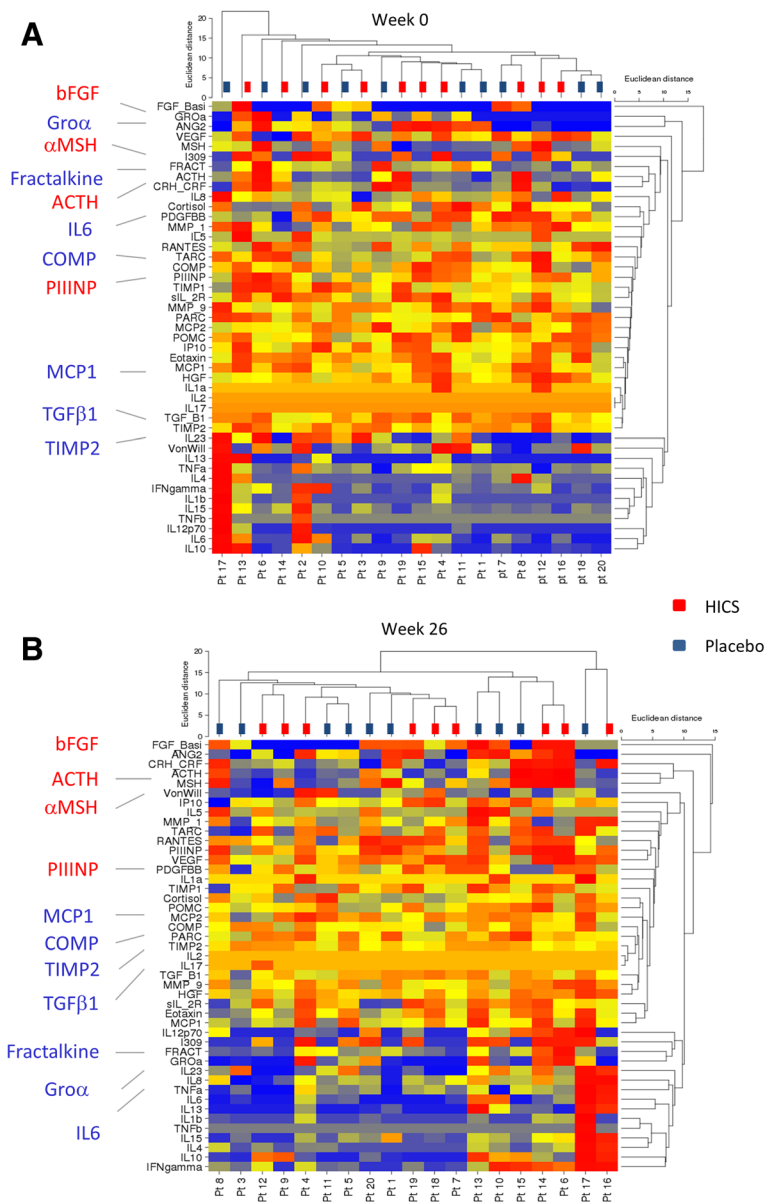 A
Week 0
Euclidean distance
20
15
10
5
0
Euclidean distance
0
5
10
15
bFGF
Groα
αMSH
Fractalkine
ACTH
IL6
COMP
PIIINP
MCP1
TGFβ1
TIMP2
FGF_Basi
GROa
ANG2
VEGF
MSH
I309
FRACT
ACTH
CRH_CRF
IL8
Cortisol
PDGFBB
MMP_1
IL5
RANTES
TARC
COMP
PIIINP
TIMP1
sIL_2R
MMP_9
PARC
MCP2
POMC
IP10
Eotaxin
MCP1
HGF
IL1a
IL2
IL17
TGF_B1
TIMP2
IL23
VonWill
IL13
TNFa
IL4
IFNgamma
IL1b
IL15
TNFb
IL12p70
IL6
IL10
Pt 17
Pt 13
Pt 6
Pt 14
Pt 2
Pt 10
Pt 5
Pt 3
Pt 9
Pt 19
Pt 15
Pt 4
Pt 11
Pt 1
pt 7
Pt 8
pt 12
pt 16
pt 18
pt 20
HICS
Placebo
B
Week 26
Euclidean distance
20
15
10
5
0
Euclidean distance
0
5
10
15
bFGF
ACTH
αMSH
PIIINP
MCP1
COMP
TIMP2
TGFβ1
Fractalkine
Groα
IL6
FGF_Basi
ANG2
CRH_CRF
ACTH
MSH
VonWill
IP10
IL5
MMP_1
TARC
RANTES
PIIINP
VEGF
PDGFBB
IL1a
TIMP1
Cortisol
POMC
MCP2
COMP
PARC
TIMP2
IL2
IL17
TGF_B1
MMP_9
HGF
sIL_2R
Eotaxin
MCP1
IL12p70
I309
FRACT
GROa
IL23
IL8
TNFa
IL6
IL13
IL1b
TNFb
IL15
IL4
IL10
IFNgamma
Pt 8
Pt 3
Pt 12
Pt 9
Pt 4
Pt 11
Pt 5
Pt 20
Pt 1
Pt 19
Pt 18
Pt 7
Pt 13
Pt 10
Pt 15
Pt 14
Pt 6
Pt 17
Pt 16